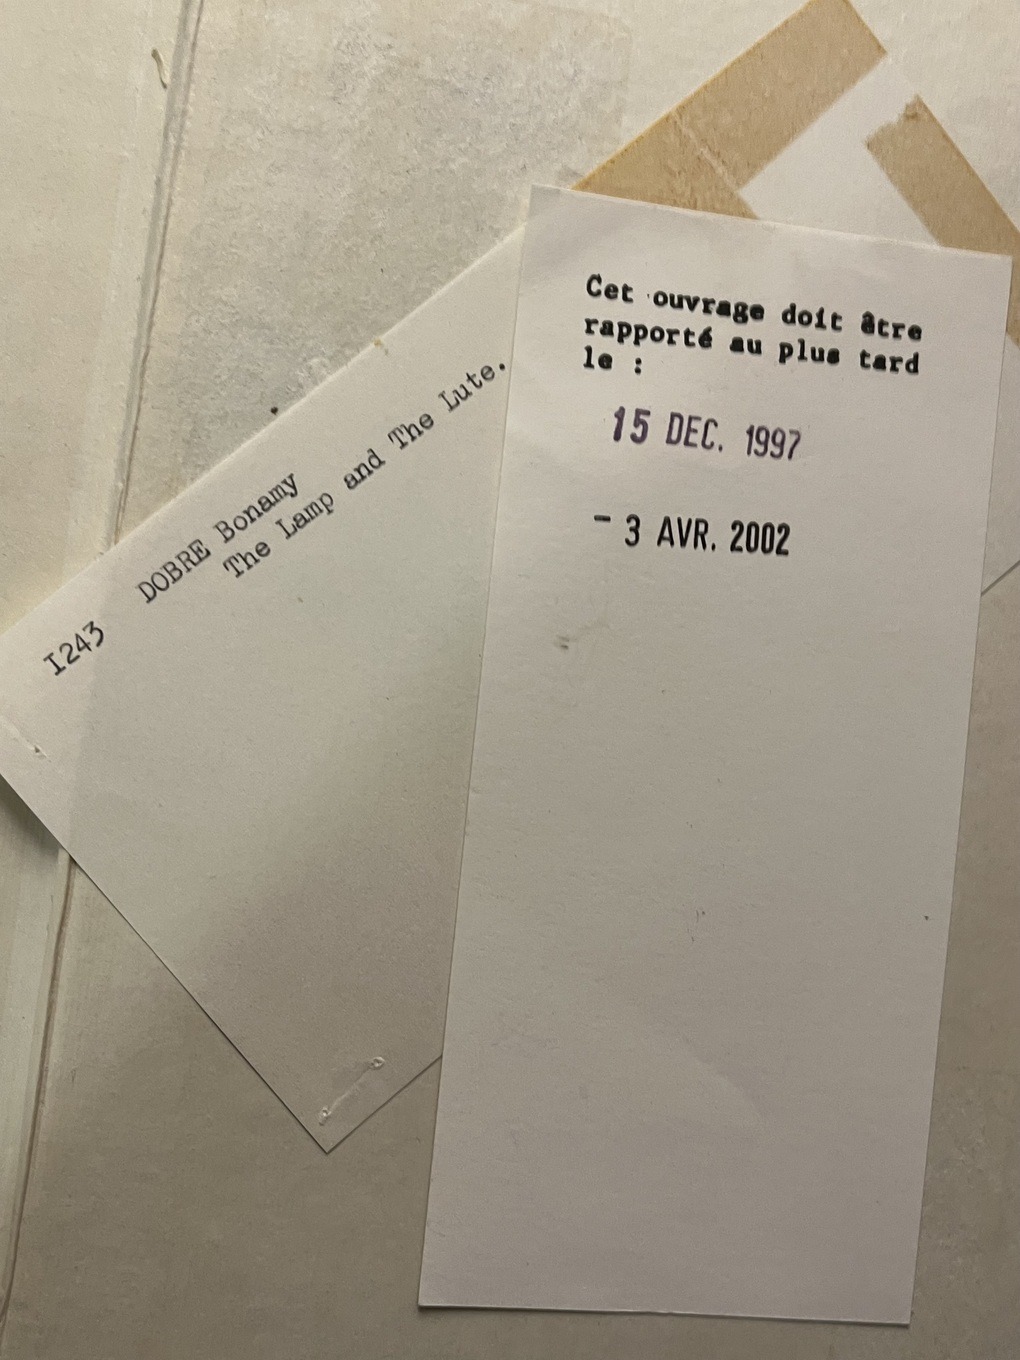 I243 DOBRE Bonamy
The Lamp and The Lute.
Cet ouvrage doit être
rapporté au plus tard
le :
15 DEC. 1997
- 3 AVR. 2002